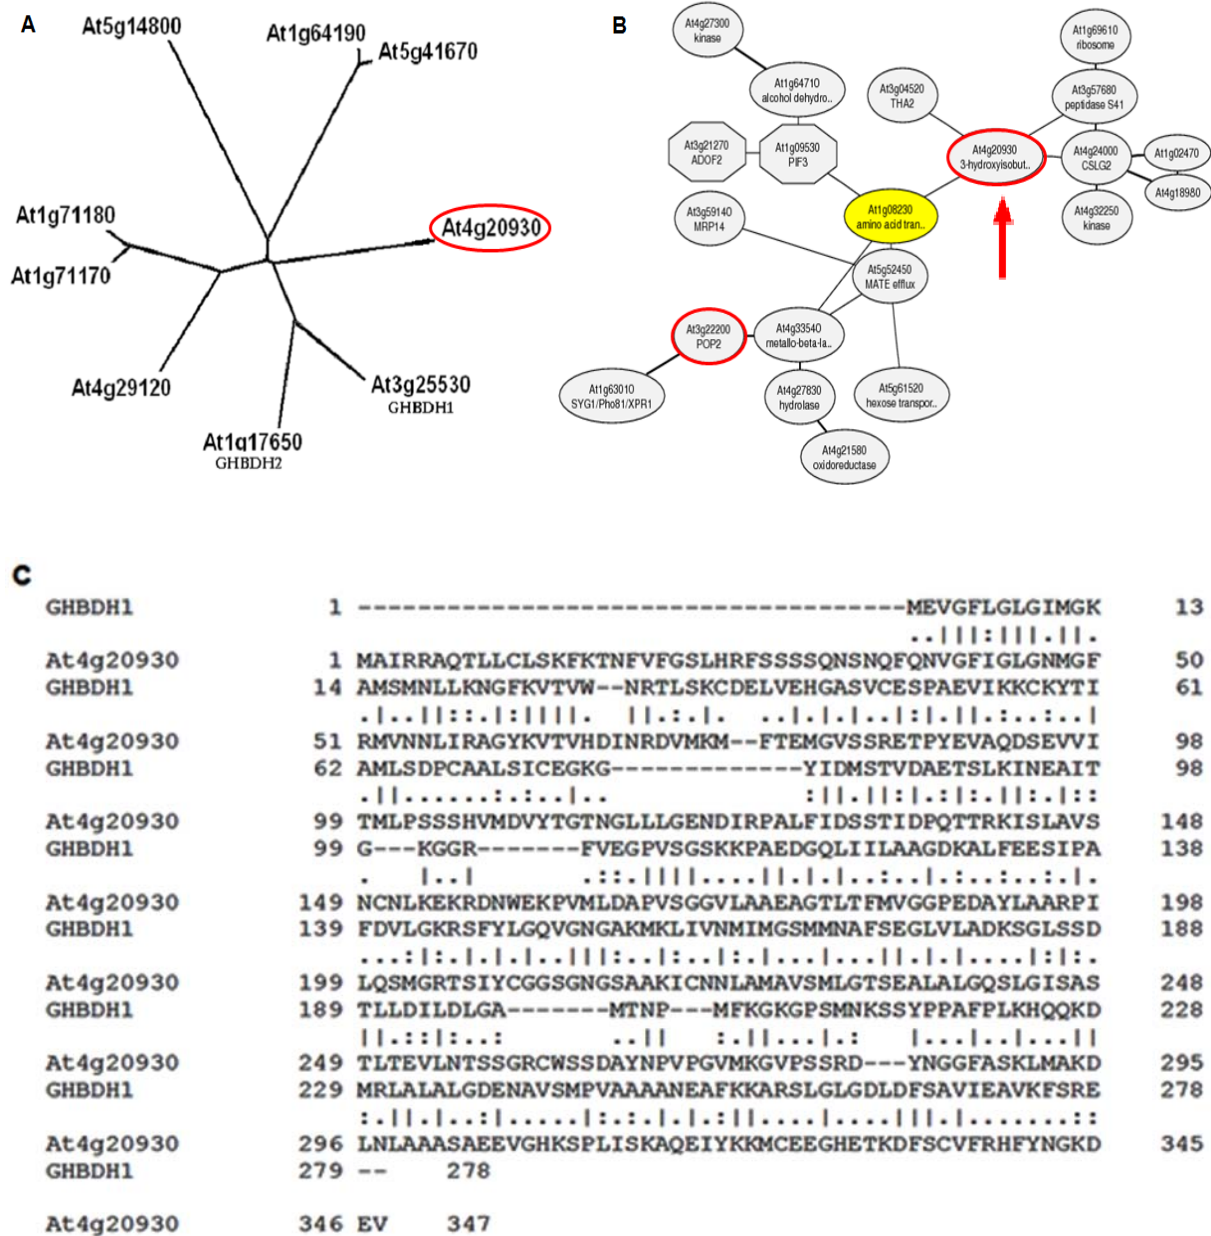 A
At5g14800
At1g64190
At5g41670
At1g71180
At1g71170
At4g20930
At4g29120
At3g25530
GHBDH1
At1g17650
GHBDH2
B
At4g27300
kinase
At1g64710
alcohol dehydro..
At3g21270
ADOF2
At1g09530
PIF3
At3g04520
THA2
At1g69610
ribosome
At3g57680
peptidase S41
At4g20930
3-hydroxyisobut..
At4g24000
CSLG2
At1g02470
At4g18980
At4g32250
kinase
At1g08230
amino acid tran..
At3g59140
MRP14
At5g52450
MATE efflux
At3g22200
POP2
At4g33540
metallo-beta-la..
At1g63010
SYG1/Pho81/XPR1
At4g27830
hydrolase
At5g61520
hexose transpor..
At4g21580
oxidoreductase
C
GHBDH1 1 -------------------------------------MEVGFLGLGIMGK 13
..|||:|||.||.
At4g20930 1 MAIRRAQTLLCLSKFKTNFVFGSLHRFSSSSQNSNQFQNVGFIGLGNMGF 50
GHBDH1 14 AMSMNLLKNGFKVTVW--NRTLSKCDELVEHGASVCESPAEVIKKCKYTI 61
.|..||::.|:||||. ||.:.|. ..|.|..|:.|.||.:..:..|
At4g20930 51 RMVNNLIRAGYKVTVHDINRDVMKM--FTEMGVSSRETPYEVAQDSEVVI 98
GHBDH1 62 AMLSDPCAALSICEGKG-------------YIDMSTVDAETSLKINEAIT 98
.||......:.:..|.. :||.||:|.:|:.||:.|::
At4g20930 99 TMLPSSSHVMDVYTGTNGLLLGENDIRPALFIDSSTIDPQTTRKISLAVS 148
GHBDH1 99 G---KGGR-------FVEGPVSGSKKPAEDGQLIILAAGDKALFEESIPA 138
. |..| .::.||||....||.|.|..:..|.:.:..:..|.
At4g20930 149 NCNLKEKRDNWEKPVMLDAPVSGGVLAAEAGTLTFMVGGPEDAYLAARPI 198
GHBDH1 139 FDVLGKRSFYLGQVGNGAKMKLIVNMIMGSMMNAFSEGLVLADKSGLSSD 188
...:|:.|.|.|..|||:..|:..|..|.....:.||.|.|....|:|:.
At4g20930 199 LQSMGRTSIYCGGSGNGSAAKICNNLAMAVSMLGTSEALALGQSLGISAS 248
GHBDH1 189 TLLDILDLGA-------MTNP---MFKGKGPSMNKSSYPPAFPLKHQQKD 228
||.::|:.. ..|| :.||.|.: |...|....:|
At4g20930 249 TLTEVLNTSSGRCWSSDAYNPVPGVMKGVPSSRD---YNGGFASKLMAKD 295
GHBDH1 229 MRLALALGDENAVSMPVAAAANEAFKKARSLGLGDLDFSAVIEAVKFSRE 278
:.||.|...|.......:.|.||.......|||.|.......::
At4g20930 296 LNLAAASAEEVGHKSPLISKAQEIYKKMCEEGHETKDFSCVFRHFYNGKD 345
GHBDH1 279 -- 278
At4g20930 346 EV 347